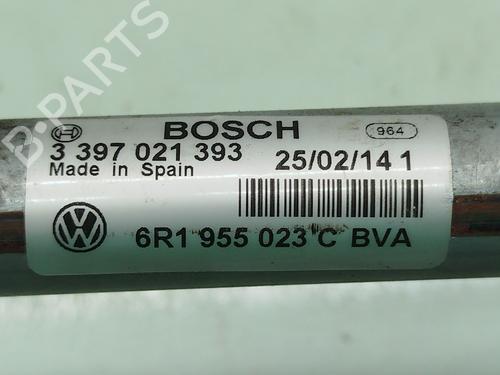 B-PARTS
BOSCH
964
3 397 021 393
Made in Spain
25/02/14 1
6R1 955 023 C BVA